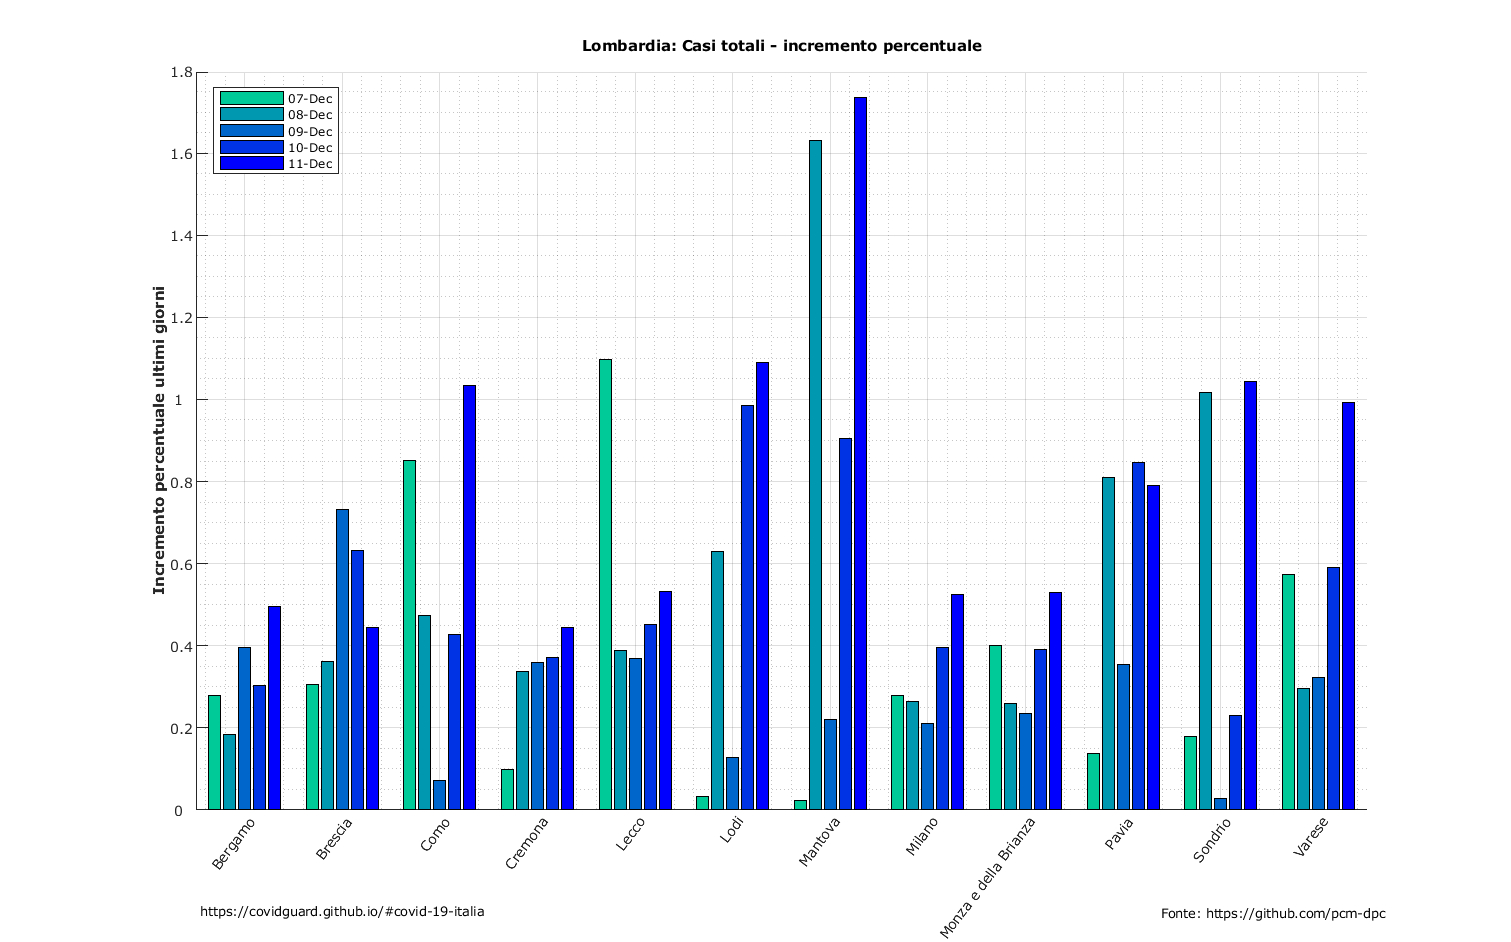 Lombardia: Casi totali - incremento percentuale
Incremento percentuale ultimi giorni
1.8
1.6
1.4
1.2
1
0.8
0.6
0.4
0.2
0
07-Dec
08-Dec
09-Dec
10-Dec
11-Dec
Bergamo
Brescia
Como
Cremona
Lecco
Lodi
Mantova
Milano
Monza e della Brianza
Pavia
Sondrio
Varese
https://covidguard.github.io/#covid-19-italia
Fonte: https://github.com/pcm-dpc